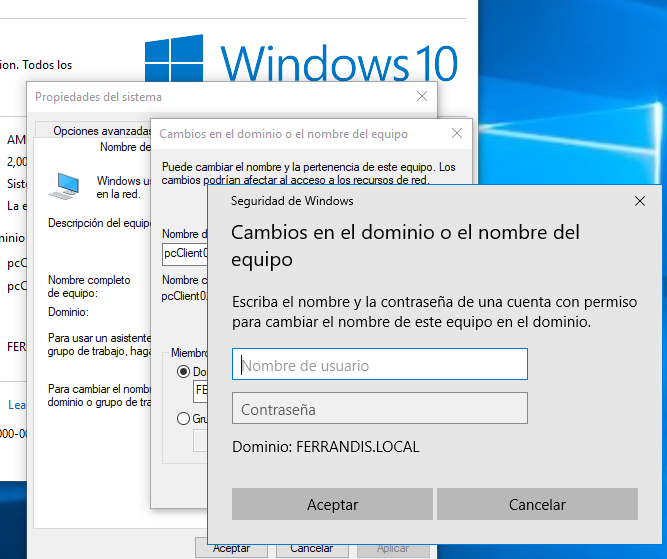 ion. Todos los
Windows 10
Propiedades del sistema
Opciones avanzadas
Nombre de
Windows us
en la red.
Descripción del equipo
Nombre completo
de equipo:
Dominio:
Para usar un asistente
grupo de trabajo, haga
Para cambiar el nombr
dominio o grupo de tra
Aceptar
Cancelar
Aplicar
AM
2,00
Siste
La e
minio
pcC
pcC
FER
Lea
000-00
Cambios en el dominio o el nombre del equipo
Puede cambiar el nombre y la pertenencia de este equipo. Los
cambios podrían afectar al acceso a los recursos de red.
Nombre d
pcClient0
Nombre c
pcClient0
Miembro
Do
FE
Gru
Seguridad de Windows
Cambios en el dominio o el nombre del
equipo
Escriba el nombre y la contraseña de una cuenta con permiso
para cambiar el nombre de este equipo en el dominio.
Nombre de usuario
Contraseña
Dominio: FERRANDIS.LOCAL
Aceptar
Cancelar